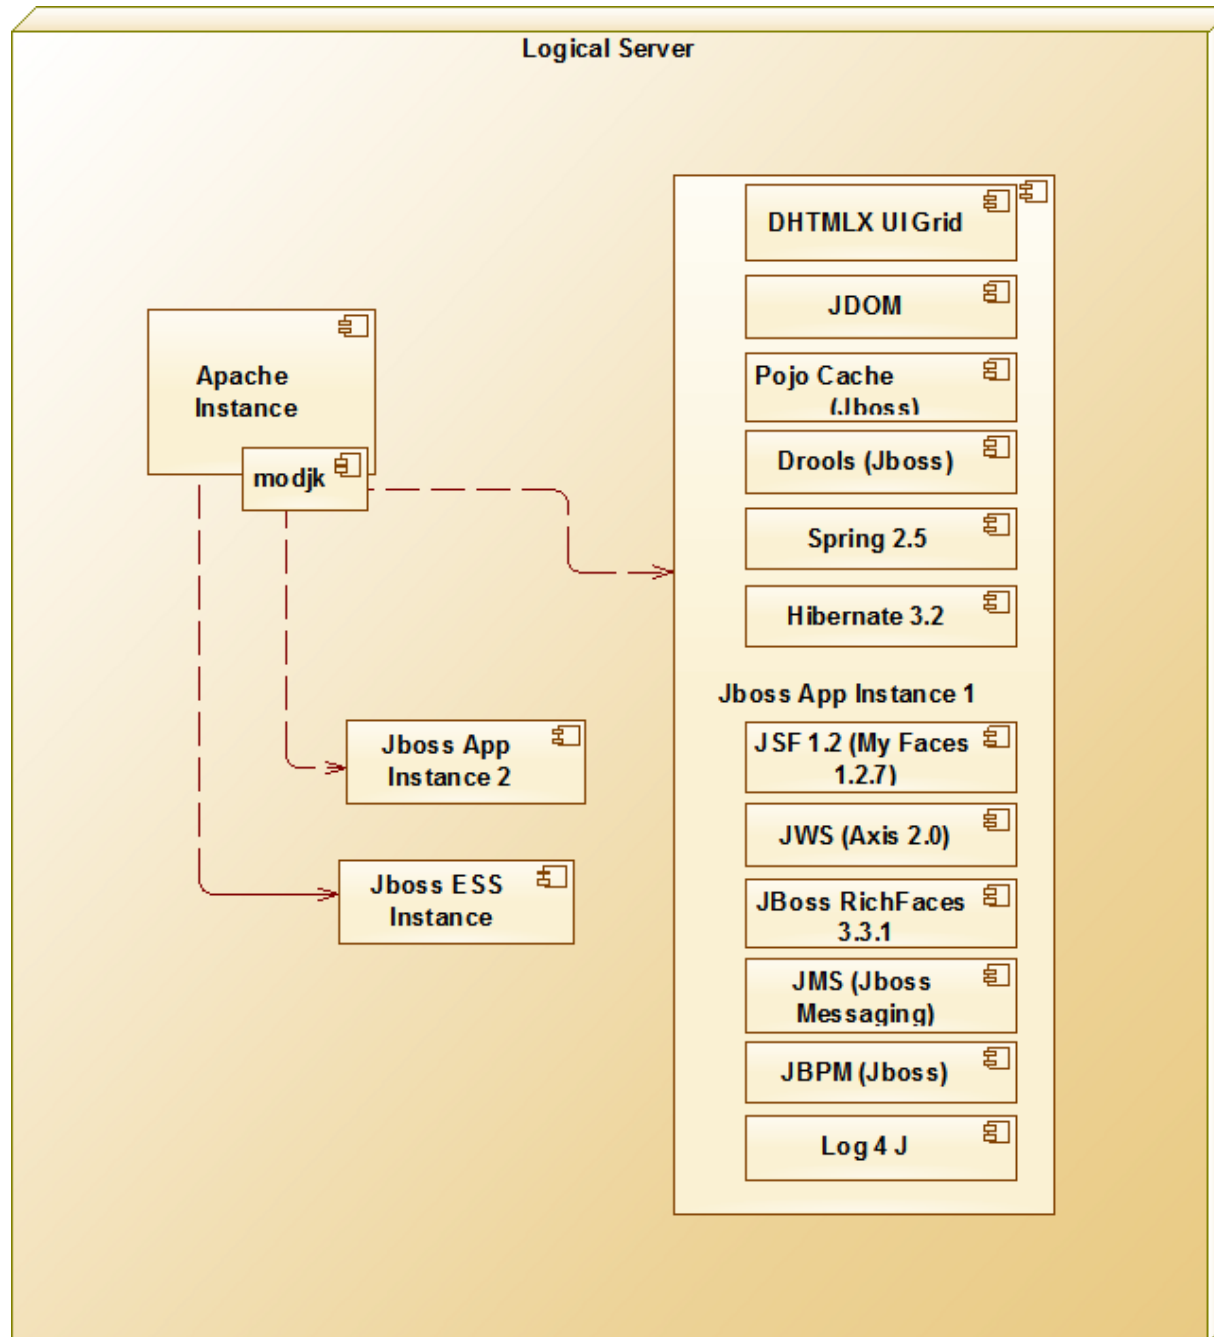 Logical Server
DHTMLX UI Grid
JDOM
Pojo Cache
(Jboss)
Drools (Jboss)
Spring 2.5
Hibernate 3.2
Jboss App Instance 1
JSF 1.2 (My Faces
1.2.7)
JWS (Axis 2.0)
JBoss RichFaces
3.3.1
JMS (Jboss
Messaging)
JBPM (Jboss)
Log 4 J
Apache
Instance
modjk
Jboss App
Instance 2
Jboss ESS
Instance